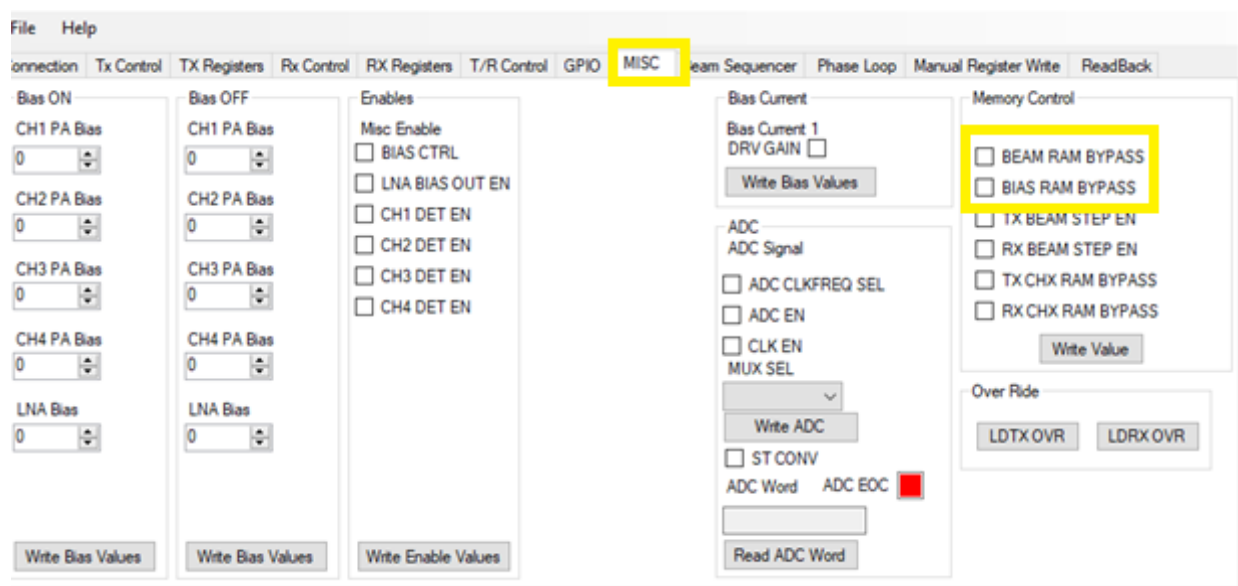 File Help
onnection Tx Control TX Registers Rx Control RX Registers T/R Control GPIO MISC eam Sequencer Phase Loop Manual Register Write ReadBack
Bias ON
CH1 PA Bias
0
CH2 PA Bias
0
CH3 PA Bias
0
CH4 PA Bias
0
LNA Bias
0
Write Bias Values
Bias OFF
CH1 PA Bias
0
CH2 PA Bias
0
CH3 PA Bias
0
CH4 PA Bias
0
LNA Bias
0
Write Bias Values
Enables
Misc Enable
BIAS CTRL
LNA BIAS OUT EN
CH1 DET EN
CH2 DET EN
CH3 DET EN
CH4 DET EN
Write Enable Values
Bias Current
Bias Current 1
DRV GAIN
Write Bias Values
ADC
ADC Signal
ADC CLKFREQ SEL
ADC EN
CLK EN
MUX SEL
Write ADC
ST CONV
ADC Word ADC EOC
Read ADC Word
Memory Control
BEAM RAM BYPASS
BIAS RAM BYPASS
TX BEAM STEP EN
RX BEAM STEP EN
TX CHX RAM BYPASS
RX CHX RAM BYPASS
Write Value
Over Ride
LDTX OVR LDRX OVR